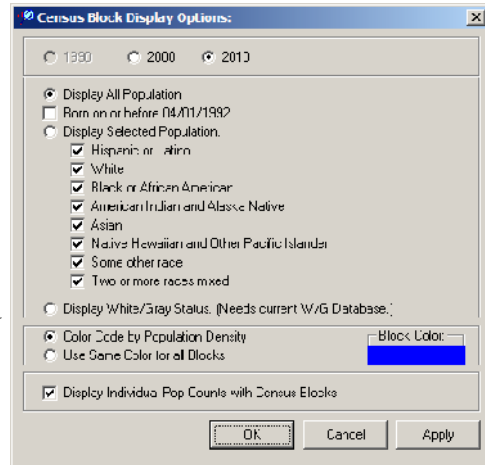 Census Block Display Options:
1990 2000 2010
Display All Population
Born on or before 04/01/1992
Display Selected Population.
Hispanic or Latino
White
Black or African American
American Indian and Alaska Native
Asian
Native Hawaiian and Other Pacific Islander
Some other race
Two or more races mixed
Display White/Gray Status. (Needs current W/G Database.)
Color Code by Population Density
Block Color:
Use Same Color for all Blocks
Display Individual Pop Counts with Census Blocks
OK Cancel Apply